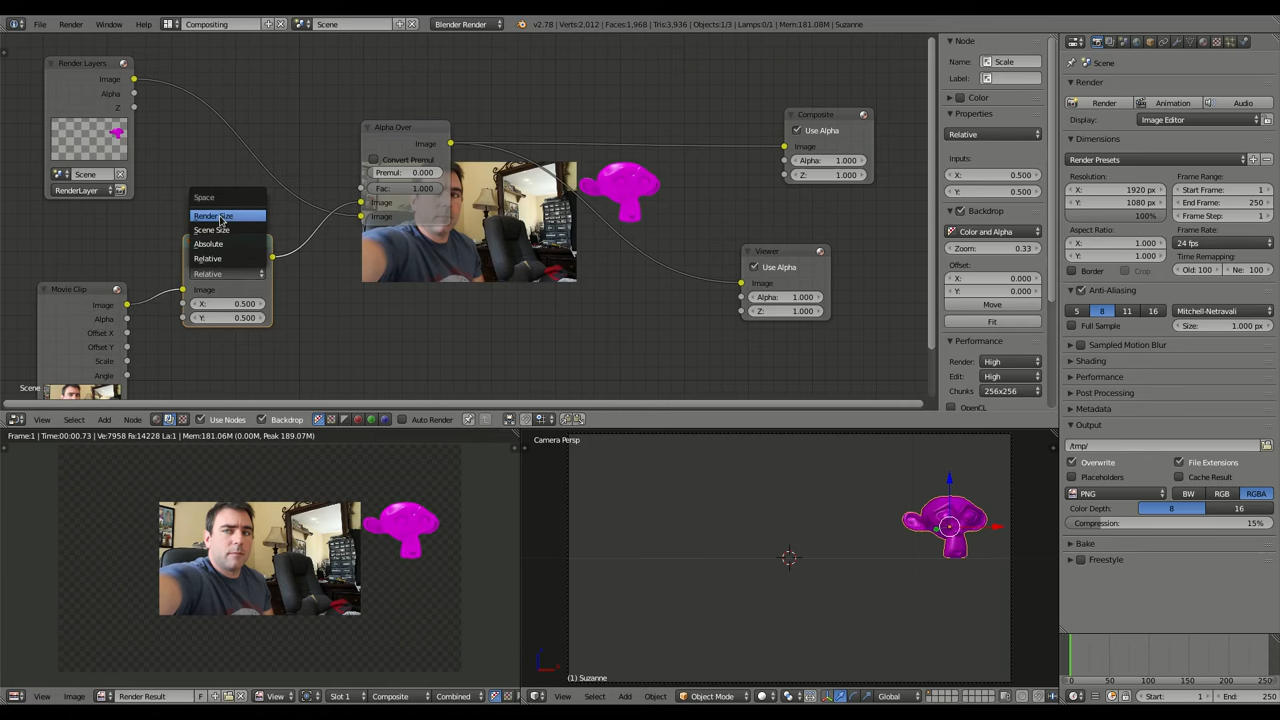 File Render Window Help Compositing Scene Blender Render v2.78 | Verts:2,012 | Faces:1,968 | Tris:3,936 | Objects:1/3 | Lamps:0/1 | Mem:181.08M | Suzanne
Render Layers
Image
Alpha
Z
Scene
RenderLayer
Space
Render Size
Scene Size
Absolute
Relative
Relative
Image
X: 0.500
Y: 0.500
Movie Clip
Image
Alpha
Offset X
Offset Y
Scale
Angle
Scene
Alpha Over
Image
Convert Premul
Premul: 0.000
Fac: 1.000
Image
Image
Composite
Use Alpha
Image
Alpha: 1.000
Z: 1.000
Viewer
Use Alpha
Image
Alpha: 1.000
Z: 1.000
Node
Name: Scale
Label:
Color
Properties
Relative
Inputs:
X: 0.500
Y: 0.500
Backdrop
Color and Alpha
Zoom: 0.33
Offset:
X: 0.000
Y: 0.000
Move
Fit
Performance
Render: High
Edit: High
Chunks: 256x256
OpenCL
View Select Add Node Use Nodes Backdrop Auto Render
Frame:1 | Time:00:00.73 | Ve:7958 Fa:14228 La:1 | Mem:181.06M (0.00M, Peak 189.07M)
View Image Render Result F View Slot 1 Composite Combined
Camera Persp
(1) Suzanne
View Select Add Object Object Mode Global
Scene
Render
Render Animation Audio
Display: Image Editor
Dimensions
Render Presets
Resolution:
X: 1920 px
Y: 1080 px
100%
Aspect Ratio:
X: 1.000
Y: 1.000
Border Crop
Frame Range:
Start Frame: 1
End Frame: 250
Frame Step: 1
Frame Rate:
24 fps
Time Remapping:
Old: 100 Ne: 100
Anti-Aliasing
5 8 11 16 Mitchell-Netravali
Full Sample Size: 1.000 px
Sampled Motion Blur
Shading
Performance
Post Processing
Metadata
Output
/tmp/
Overwrite File Extensions
Placeholders Cache Result
PNG BW RGB RGBA
Color Depth: 8 16
Compression: 15%
Bake
Freestyle
0 50 100 150 200 250
Start: 1 End: 250